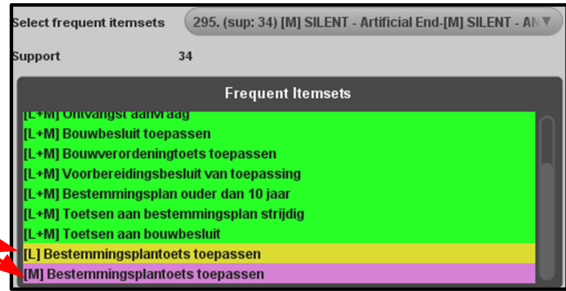 Select frequent itemsets
295. (sup: 34) [M] SILENT - Artificial End-[M] SILENT - AN
Support 34
Frequent Itemsets
[L+M] Ontvangst aanvraag
[L+M] Bouwbesluit toepassen
[L+M] Bouwverordeningtoets toepassen
[L+M] Voorbereidingsbesluit van toepassing
[L+M] Bestemmingsplan ouder dan 10 jaar
[L+M] Toetsen aan bestemmingsplan strijdig
[L+M] Toetsen aan bouwbesluit
[L] Bestemmingsplantoets toepassen
[M] Bestemmingsplantoets toepassen